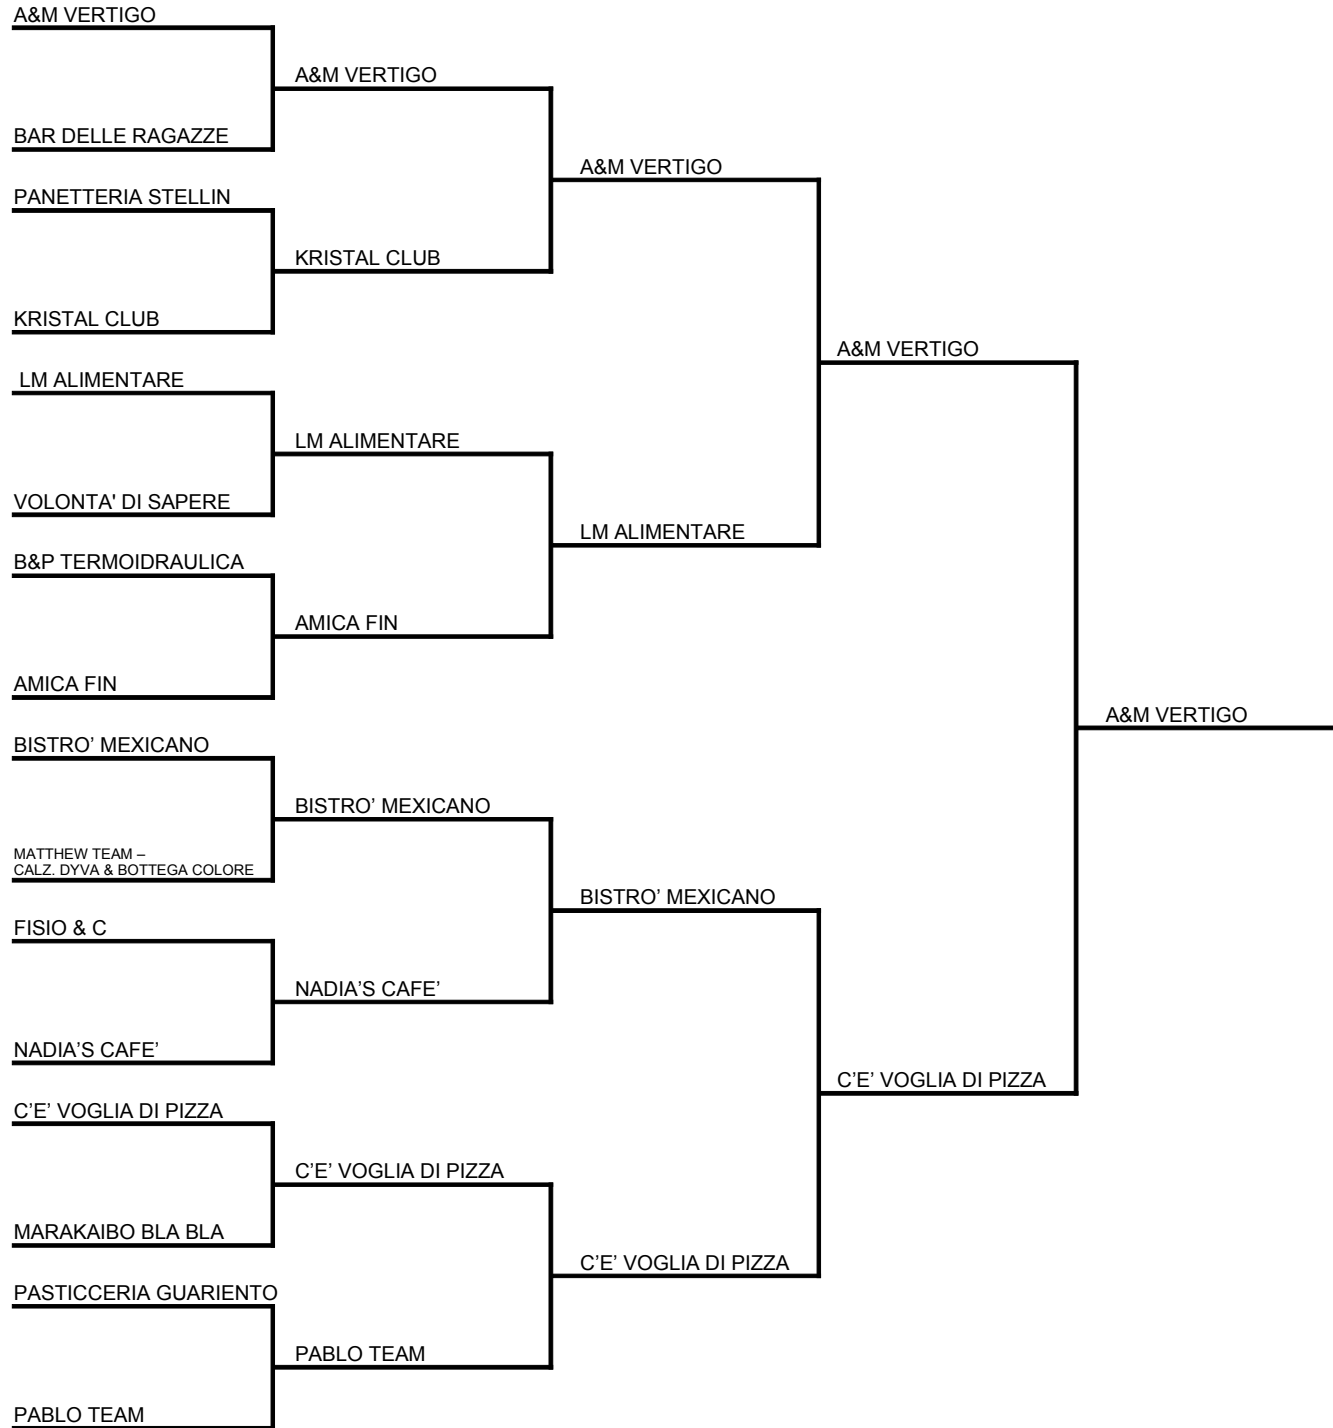 A&M VERTIGO
A&M VERTIGO
BAR DELLE RAGAZZE
A&M VERTIGO
PANETTERIA STELLIN
KRISTAL CLUB
KRISTAL CLUB
A&M VERTIGO
LM ALIMENTARE
LM ALIMENTARE
VOLONTA' DI SAPERE
LM ALIMENTARE
B&P TERMOIDRAULICA
AMICA FIN
AMICA FIN
A&M VERTIGO
BISTRO’ MEXICANO
BISTRO’ MEXICANO
MATTHEW TEAM –
CALZ. DYVA & BOTTEGA COLORE
BISTRO’ MEXICANO
FISIO & C
NADIA’S CAFE’
NADIA’S CAFE’
C’E’ VOGLIA DI PIZZA
C’E’ VOGLIA DI PIZZA
C’E’ VOGLIA DI PIZZA
MARAKAIBO BLA BLA
C’E’ VOGLIA DI PIZZA
PASTICCERIA GUARIENTO
PABLO TEAM
PABLO TEAM